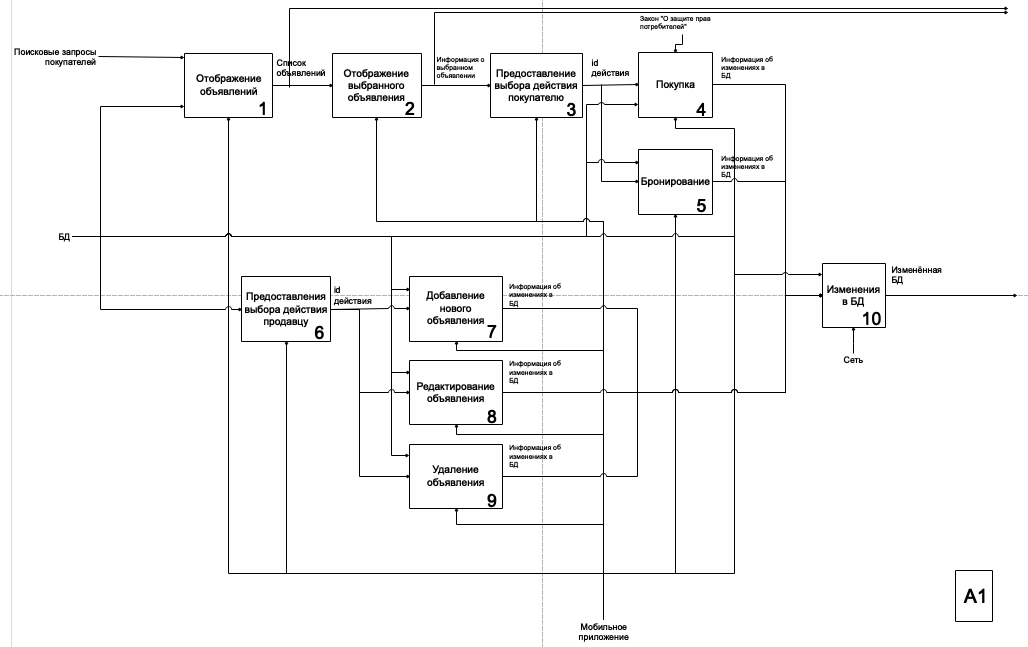 Закон "О защите прав
потребителей"
Поисковые запросы
покупателей
Отображение
объявлений
1
Список
объявлений
Отображение
выбранного
объявления
2
Информация о
выбранном
объявлении
Предоставление
выбора действия
покупателю
3
id
действия
Покупка
4
Информация об
изменениях в
БД
Бронирование
5
Информация об
изменениях в
БД
БД
Предоставления
выбора действия
продавцу
6
id
действия
Добавление
нового
объявления
7
Информация об
изменениях в
БД
Изменения
в БД
10
Изменённая
БД
Сеть
Редактирование
объявления
8
Информация об
изменениях в
БД
Удаление
объявления
9
Информация об
изменениях в
БД
Мобильное
приложение
А1